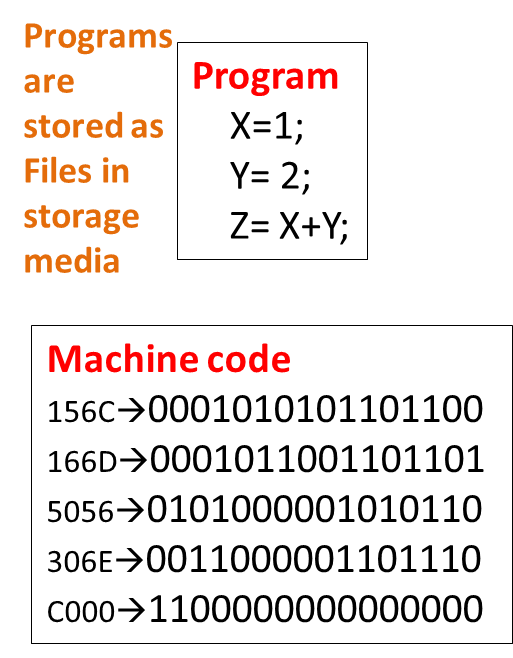 Programs
are
stored as
Files in
storage
media
Program
X=1;
Y= 2;
Z= X+Y;
Machine code
156C→0001010101101100
166D→0001011001101101
5056→0101000001010110
306E→0011000001101110
C000→1100000000000000